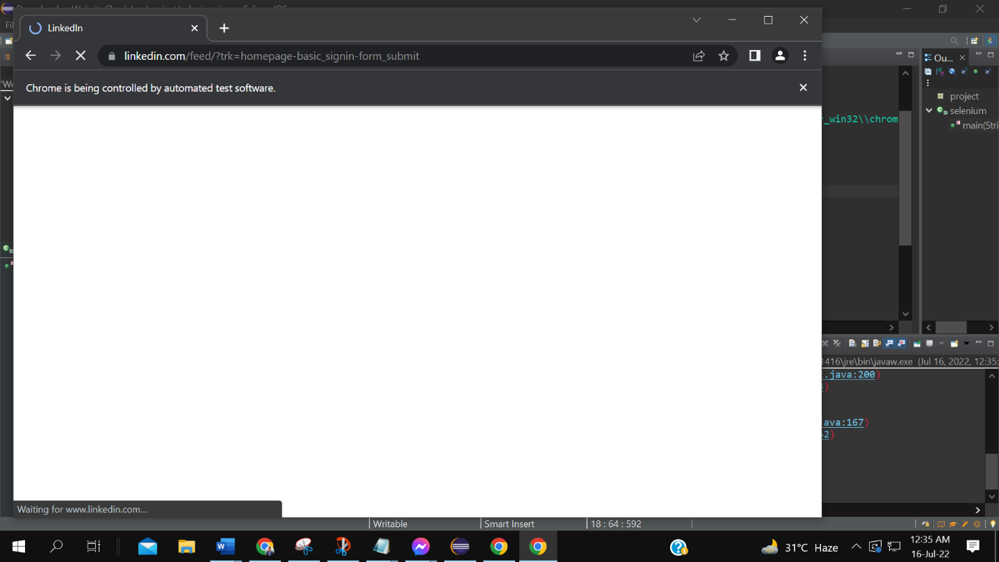 LinkedIn
linkedin.com/feed/?trk=homepage-basic_signin-form_submit
Chrome is being controlled by automated test software.
Ou...
_win32\\chrom
project
selenium
main(Stri
1416\jre\bin\javaw.exe (Jul 16, 2022, 12:35:
.java:200)
)
ava:167)
2)
Waiting for www.linkedin.com...
Writable
Smart Insert
18 : 64 : 592
31°C Haze
12:35 AM
16-Jul-22